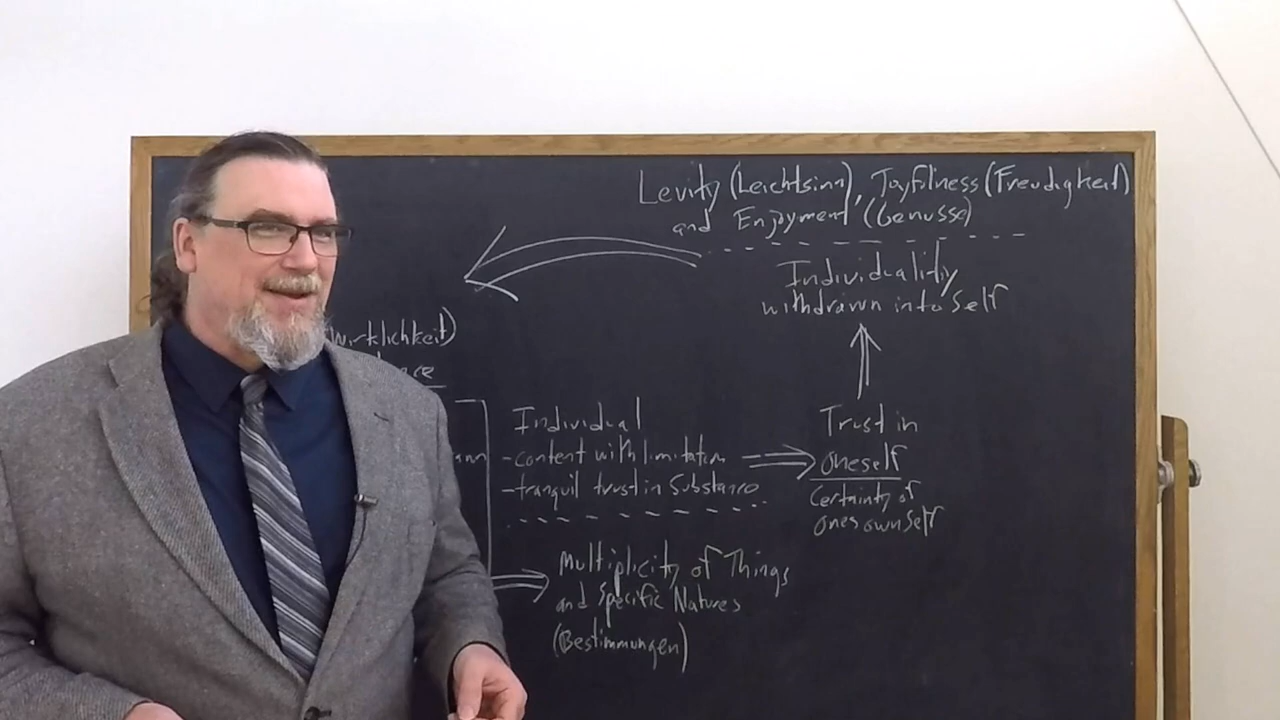 Levity (Leichtsinn), Joyfulness (Freudigkeit)
and Enjoyment (Genusse)
Individuality
withdrawn into Self
(Wirklichkeit)
Individual
-content with limitation
-tranquil trust in Substance
Trust in
oneself
Certainty of
ones own Self
Multiplicity of Things
and Specific Natures
(Bestimmungen)